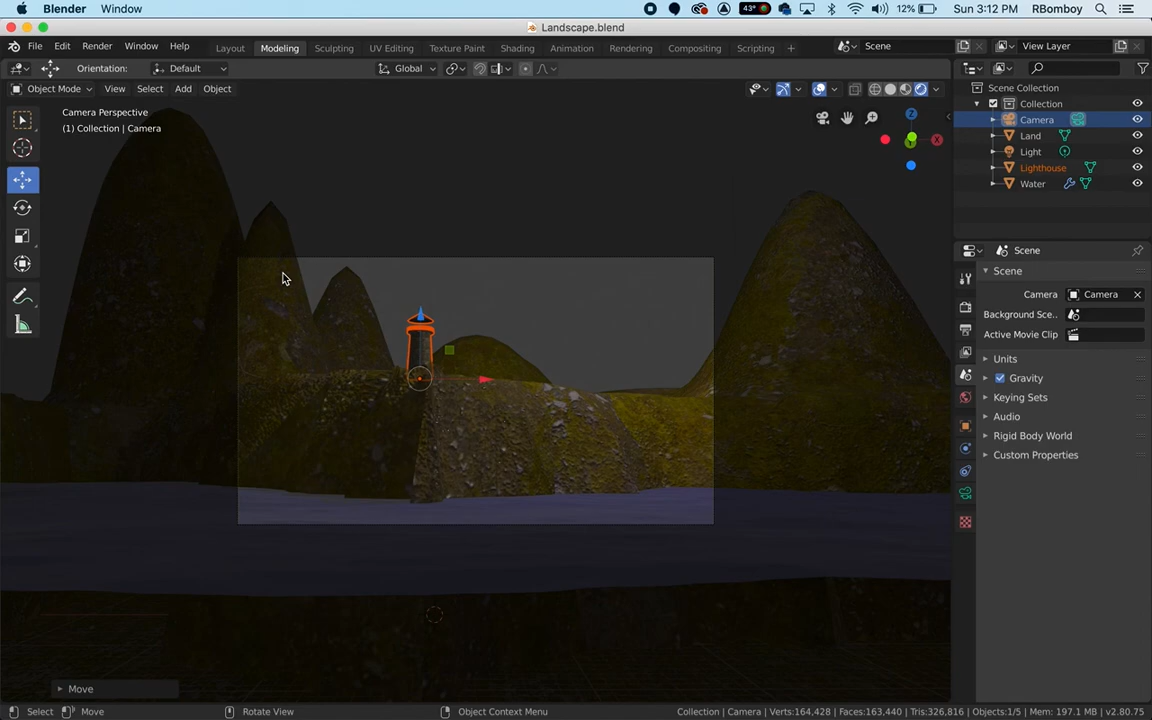 Blender Window 43° 12% Sun 3:12 PM RBomboy
Landscape.blend
File Edit Render Window Help Layout Modeling Sculpting UV Editing Texture Paint Shading Animation Rendering Compositing Scripting + Scene View Layer
Orientation: Default Global
Object Mode View Select Add Object
Camera Perspective
(1) Collection | Camera
Z
Y
X
Scene Collection
Collection
Camera
Land
Light
Lighthouse
Water
Scene
Scene
Camera Camera
Background Sce..
Active Movie Clip
Units
Gravity
Keying Sets
Audio
Rigid Body World
Custom Properties
Move
Select Move Rotate View Object Context Menu Collection | Camera | Verts:164,428 | Faces:163,440 | Tris:326,816 | Objects:1/5 | Mem: 197.1 MB | v2.80.75